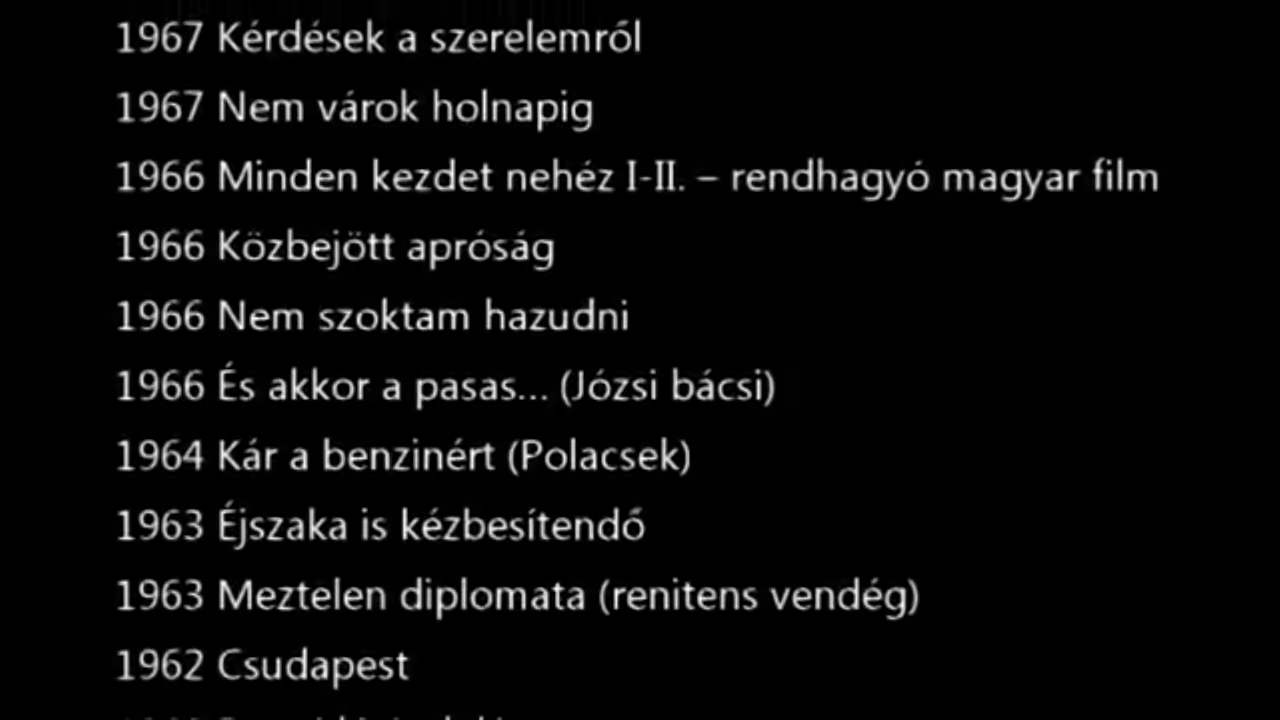 1967 Kérdések a szerelemről
1967 Nem várok holnapig
1966 Minden kezdet nehéz I-II. – rendhagyó magyar film
1966 Közbejött apróság
1966 Nem szoktam hazudni
1966 És akkor a pasas... (Józsi bácsi)
1964 Kár a benzinért (Polacsek)
1963 Éjszaka is kézbesítendő
1963 Meztelen diplomata (renitens vendég)
1962 Csudapest